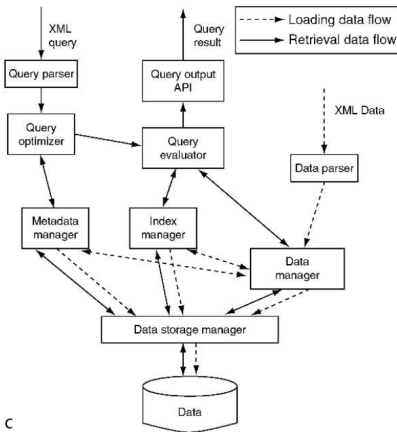 XML
query
Query
result
Loading data flow
Retrieval data flow
Query parser
Query output
API
XML Data
Query
optimizer
Query
evaluator
Data parser
Metadata
manager
Index
manager
Data
manager
Data storage manager
Data
c